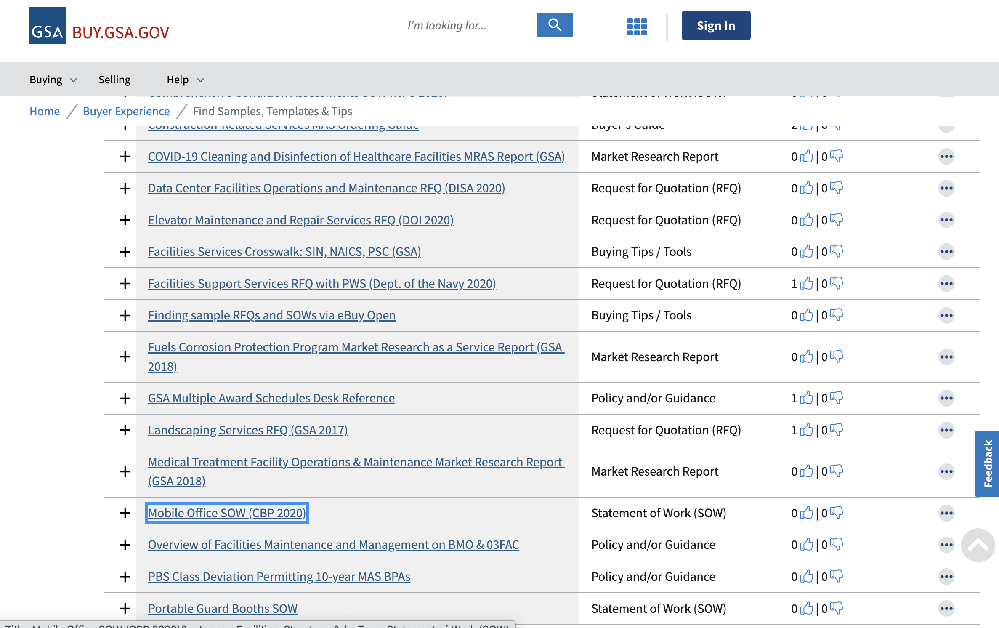 GSA BUY.GSA.GOV
I'm looking for...
Sign In
Buying Selling Help
Home / Buyer Experience / Find Samples, Templates & Tips
Construction-Related Services MAS Ordering Guide Buyer's Guide 2 | 0
COVID-19 Cleaning and Disinfection of Healthcare Facilities MRAS Report (GSA) Market Research Report 0 | 0
Data Center Facilities Operations and Maintenance RFQ (DISA 2020) Request for Quotation (RFQ) 0 | 0
Elevator Maintenance and Repair Services RFQ (DOI 2020) Request for Quotation (RFQ) 0 | 0
Facilities Services Crosswalk: SIN, NAICS, PSC (GSA) Buying Tips / Tools 0 | 0
Facilities Support Services RFQ with PWS (Dept. of the Navy 2020) Request for Quotation (RFQ) 1 | 0
Finding sample RFQs and SOWs via eBuy Open Buying Tips / Tools 0 | 0
Fuels Corrosion Protection Program Market Research as a Service Report (GSA
2018) Market Research Report 0 | 0
GSA Multiple Award Schedules Desk Reference Policy and/or Guidance 1 | 0
Landscaping Services RFQ (GSA 2017) Request for Quotation (RFQ) 1 | 0
Medical Treatment Facility Operations & Maintenance Market Research Report
(GSA 2018) Market Research Report 0 | 0
Mobile Office SOW (CBP 2020) Statement of Work (SOW) 0 | 0
Overview of Facilities Maintenance and Management on BMO & 03FAC Policy and/or Guidance 0 | 0
PBS Class Deviation Permitting 10-year MAS BPAs Policy and/or Guidance 0 | 0
Portable Guard Booths SOW Statement of Work (SOW) 0 | 0
Feedback